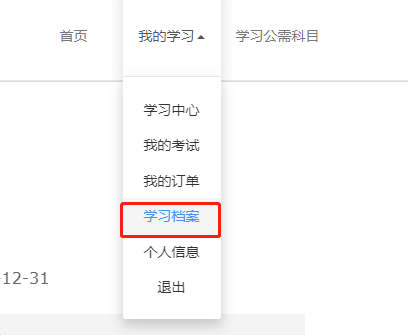 首页 我的学习 学习公需科目
学习中心
我的考试
我的订单
学习档案
个人信息
-12-31
退出